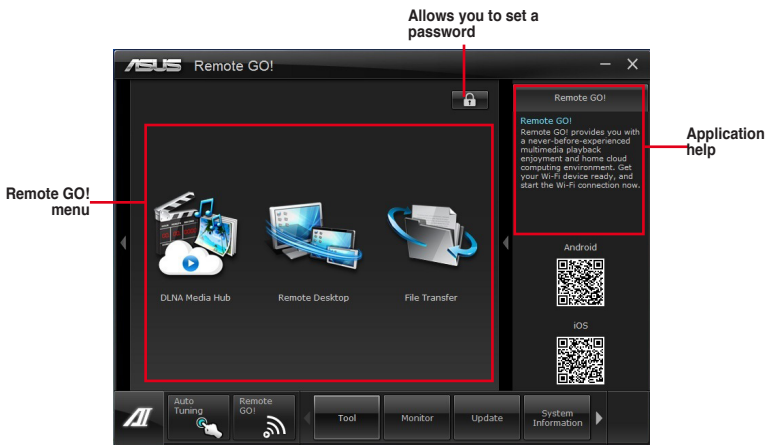 Allows you to set a
password
ASUS Remote GO!
Remote GO!
Remote GO!
Remote GO! provides you with
a never-before-experienced
multimedia playback
enjoyment and home cloud
computing environment. Get
your Wi-Fi device ready, and
start the Wi-Fi connection now.
Application
help
Remote GO!
menu
DLNA Media Hub
Remote Desktop
File Transfer
Android
iOS
Auto
Tuning
Remote
GO!
Tool
Monitor
Update
System
Information